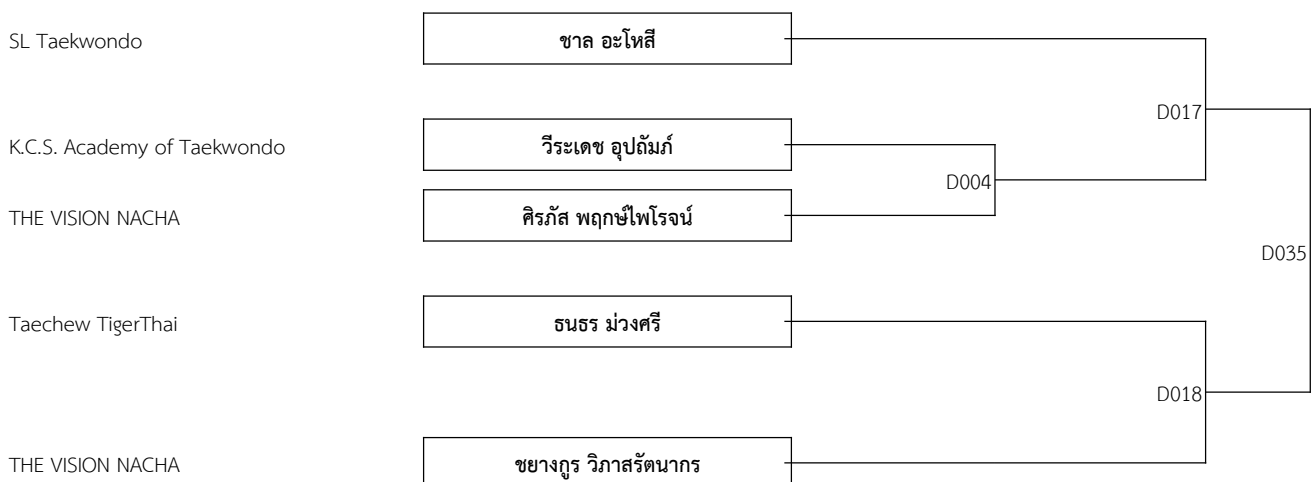 SL Taekwondo
ชาล อะโหสี
D017
K.C.S. Academy of Taekwondo
วีระเดช อุปถัมภ์
D004
THE VISION NACHA
ศิรภัส พฤกษ์ไพโรจน์
D035
Taechew TigerThai
ธนธร ม่วงศรี
D018
THE VISION NACHA
ชยางกูร วิภาสรัตนากร